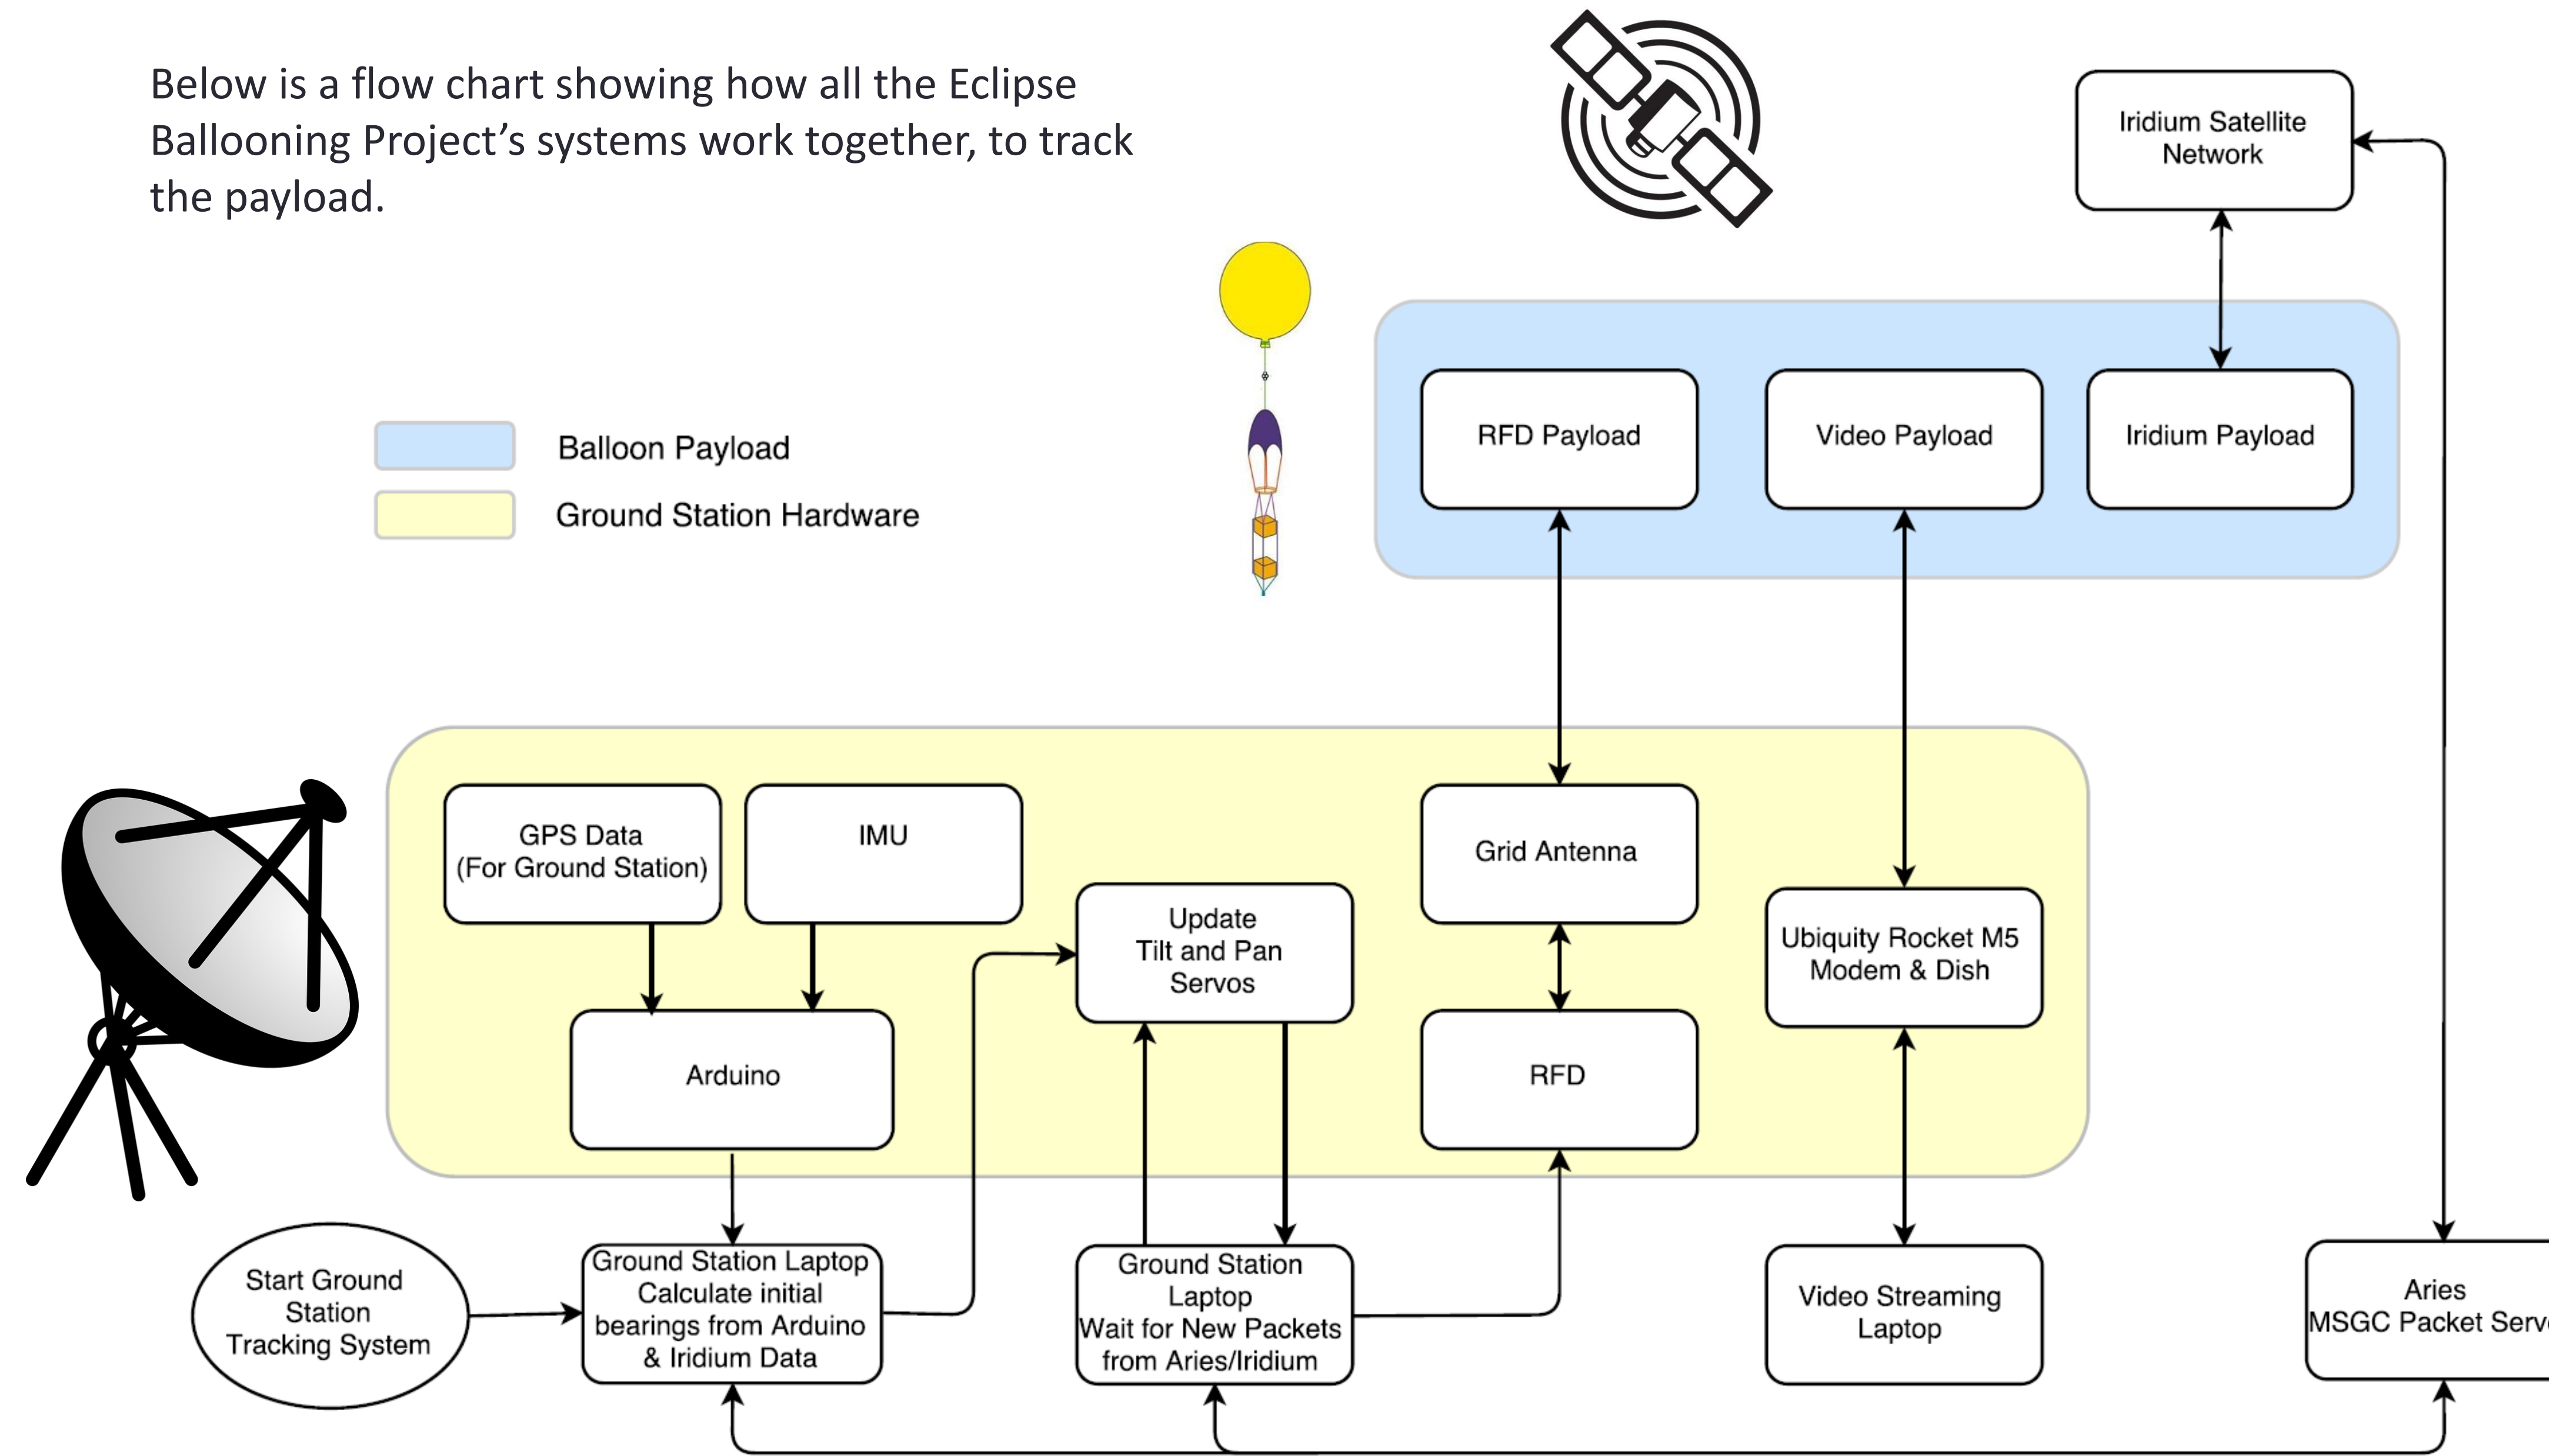 Below is a flow chart showing how all the Eclipse
Ballooning Project’s systems work together, to track
the payload.
Iridium Satellite
Network
Balloon Payload
Ground Station Hardware
RFD Payload
Video Payload
Iridium Payload
GPS Data
(For Ground Station)
IMU
Update
Tilt and Pan
Servos
Grid Antenna
Ubiquity Rocket M5
Modem & Dish
Arduino
RFD
Start Ground
Station
Tracking System
Ground Station Laptop
Calculate initial
bearings from Arduino
& Iridium Data
Ground Station
Laptop
Wait for New Packets
from Aries/Iridium
Video Streaming
Laptop
Aries
MSGC Packet